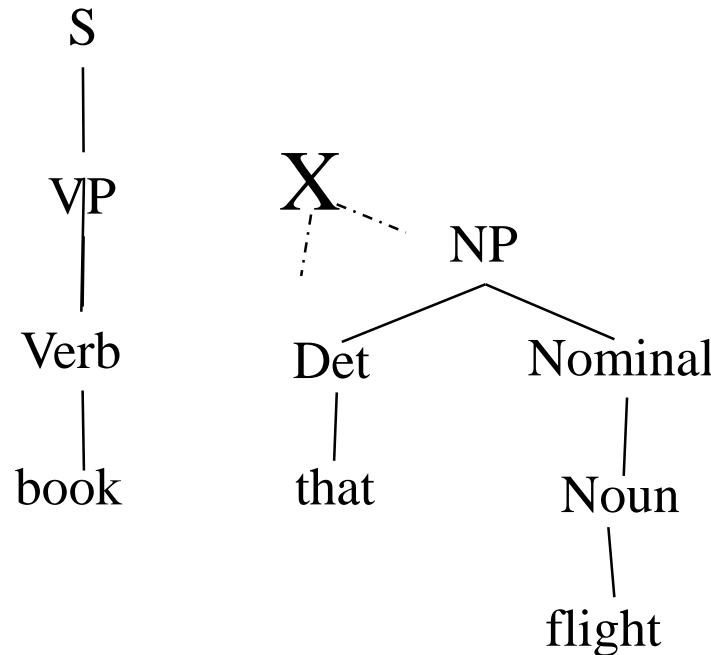 S
VP
X
NP
Verb
Det
Nominal
book
that
Noun
flight